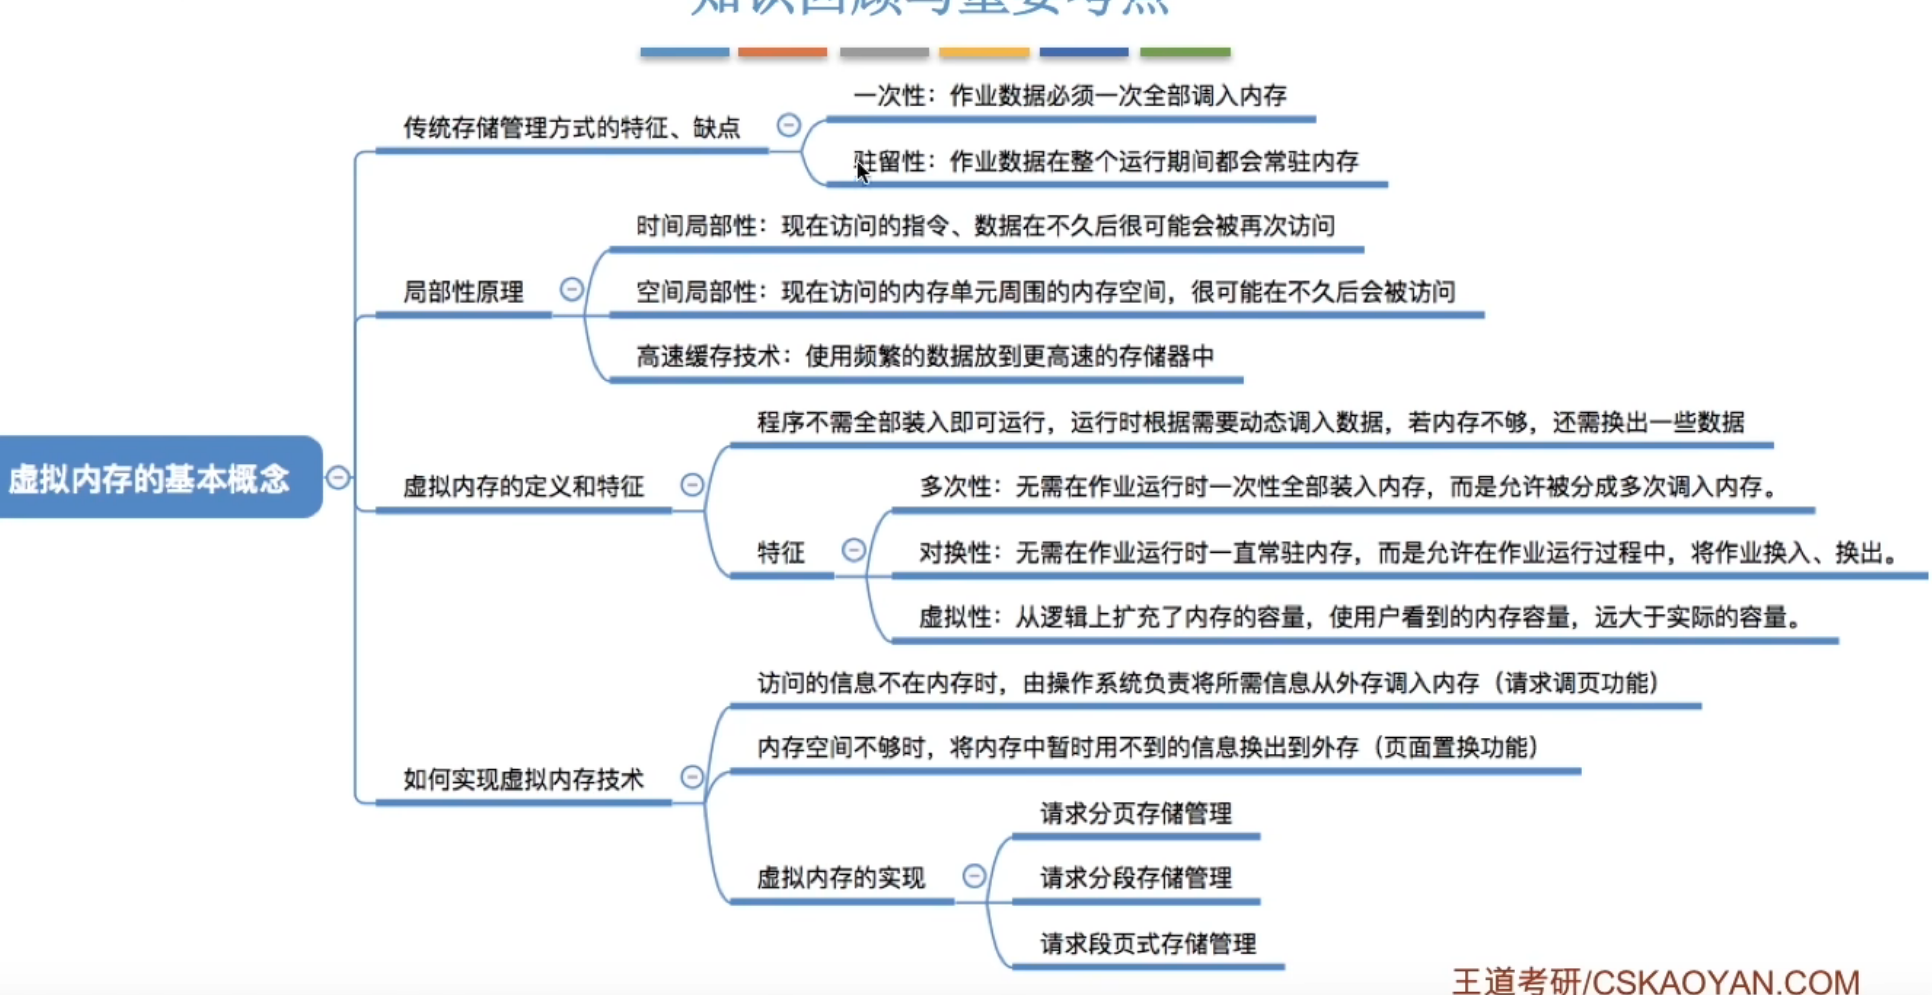 知识回顾与重要考点
一次性：作业数据必须一次全部调入内存
传统存储管理方式的特征、缺点
驻留性：作业数据在整个运行期间都会常驻内存
时间局部性：现在访问的指令、数据在不久后很可能会被再次访问
局部性原理
空间局部性：现在访问的内存单元周围的内存空间，很可能在不久后会被访问
高速缓存技术：使用频繁的数据放到更高速的存储器中
程序不需全部装入即可运行，运行时根据需要动态调入数据，若内存不够，还需换出一些数据
虚拟内存的基本概念
虚拟内存的定义和特征
多次性：无需在作业运行时一次性全部装入内存，而是允许被分成多次调入内存。
特征
对换性：无需在作业运行时一直常驻内存，而是允许在作业运行过程中，将作业换入、换出。
虚拟性：从逻辑上扩充了内存的容量，使用户看到的内存容量，远大于实际的容量。
访问的信息不在内存时，由操作系统负责将所需信息从外存调入内存（请求调页功能）
内存空间不够时，将内存中暂时用不到的信息换出到外存（页面置换功能）
如何实现虚拟内存技术
请求分页存储管理
虚拟内存的实现
请求分段存储管理
请求段页式存储管理
王道考研/CSKAOYAN.COM